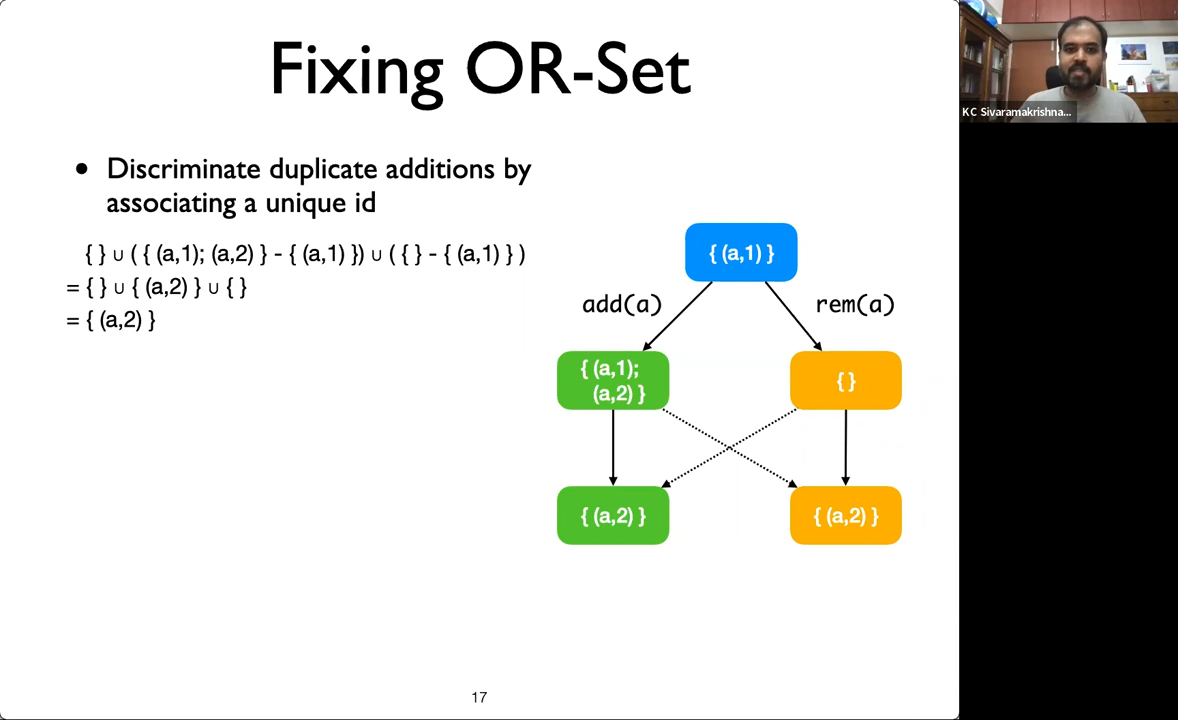 Fixing OR-Set
KC Sivaramakrishna...
• Discriminate duplicate additions by
associating a unique id
{ } ∪ ( { (a,1); (a,2) } - { (a,1) }) ∪ ( { } - { (a,1) } )
= { } ∪ { (a,2) } ∪ { }
= { (a,2) }
{ (a,1) }
add(a)
rem(a)
{ (a,1);
(a,2) }
{ }
{ (a,2) }
{ (a,2) }
17